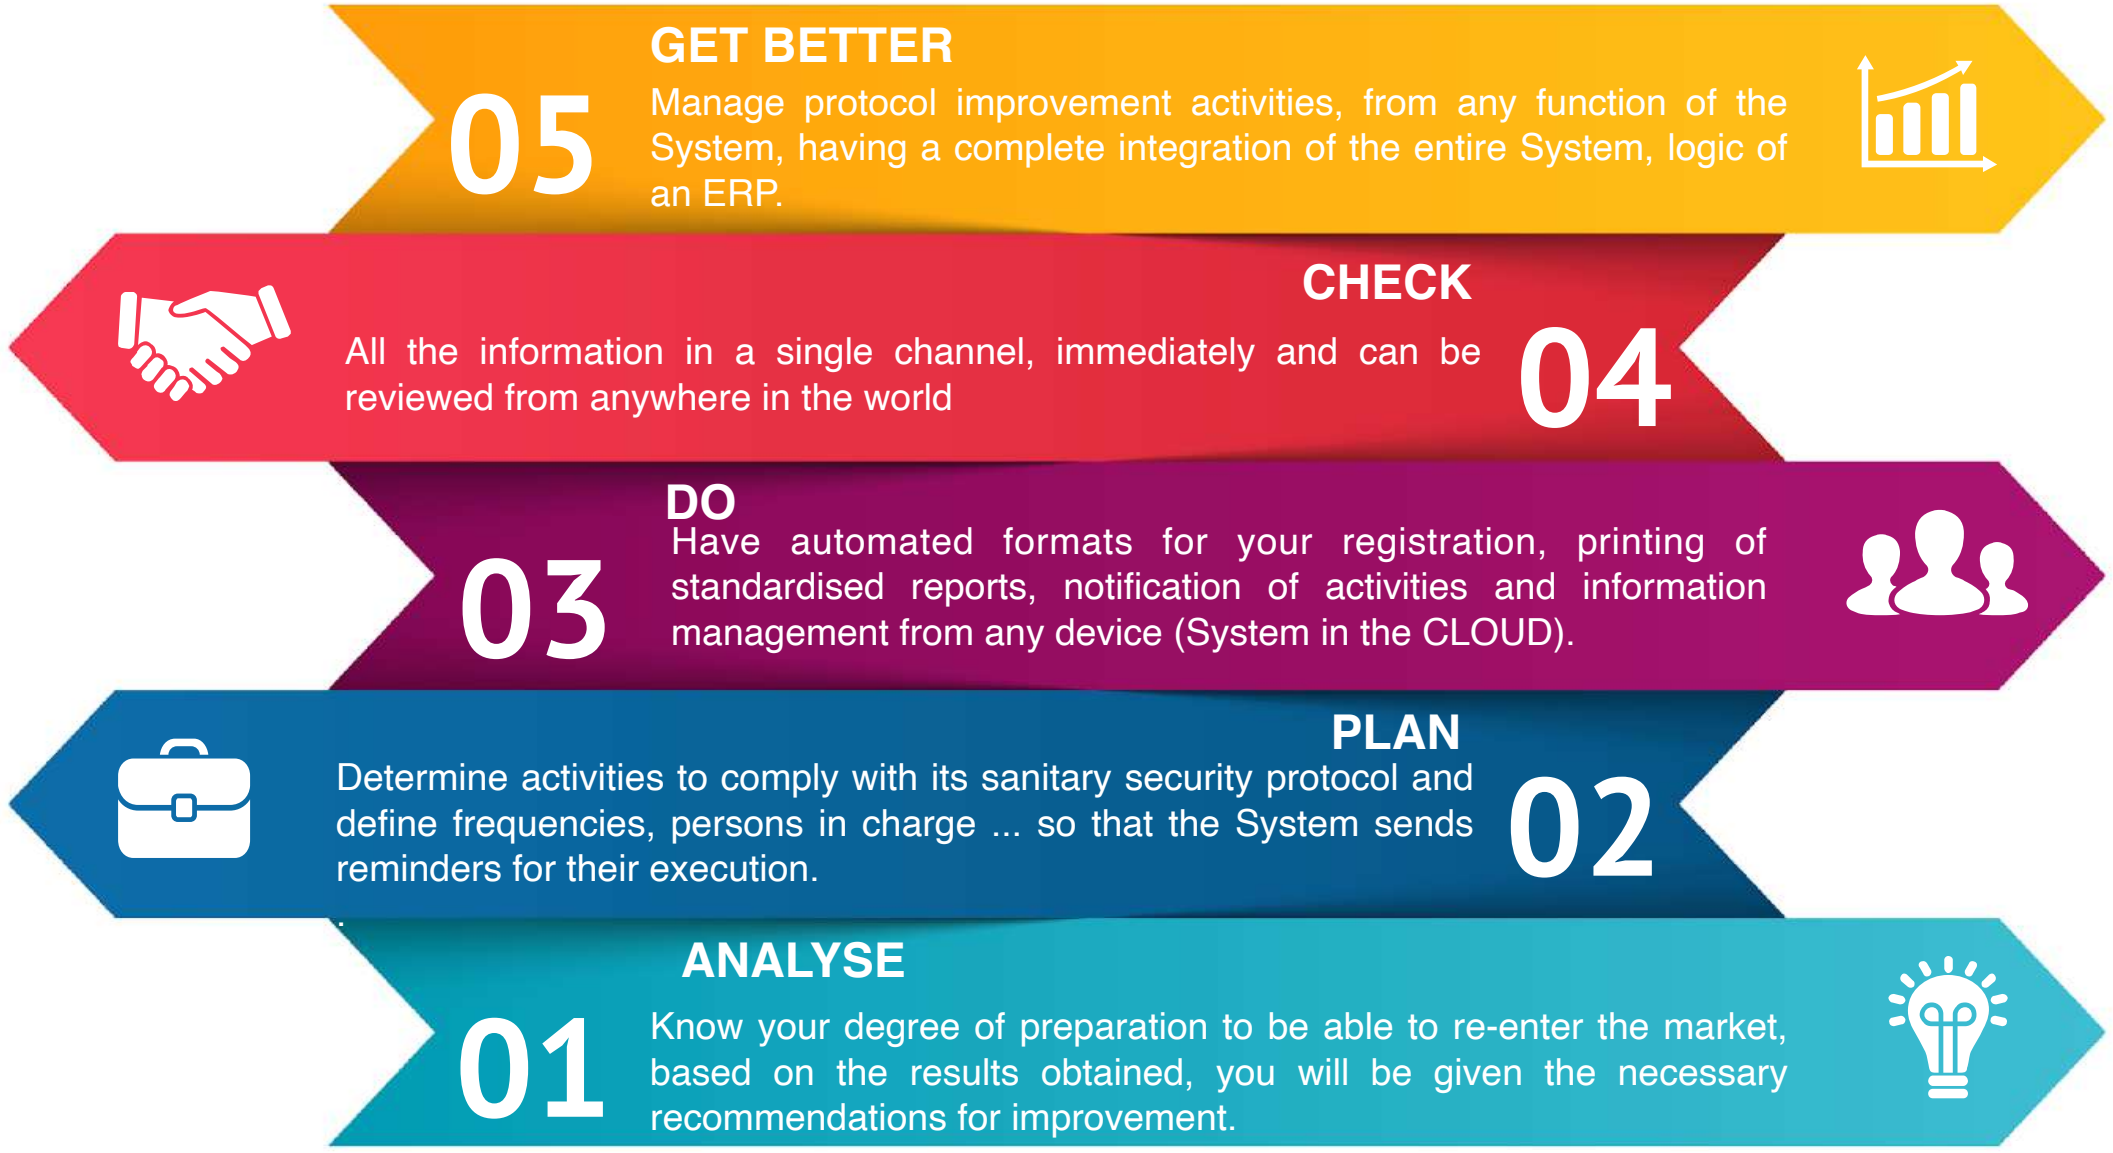 GET BETTER
05
Manage protocol improvement activities, from any function of the
System, having a complete integration of the entire System, logic of
an ERP.
CHECK
04
All the information in a single channel, immediately and can be
reviewed from anywhere in the world
DO
03
Have automated formats for your registration, printing of
standardised reports, notification of activities and information
management from any device (System in the CLOUD).
PLAN
02
Determine activities to comply with its sanitary security protocol and
define frequencies, persons in charge ... so that the System sends
reminders for their execution.
.
ANALYSE
01
Know your degree of preparation to be able to re-enter the market,
based on the results obtained, you will be given the necessary
recommendations for improvement.